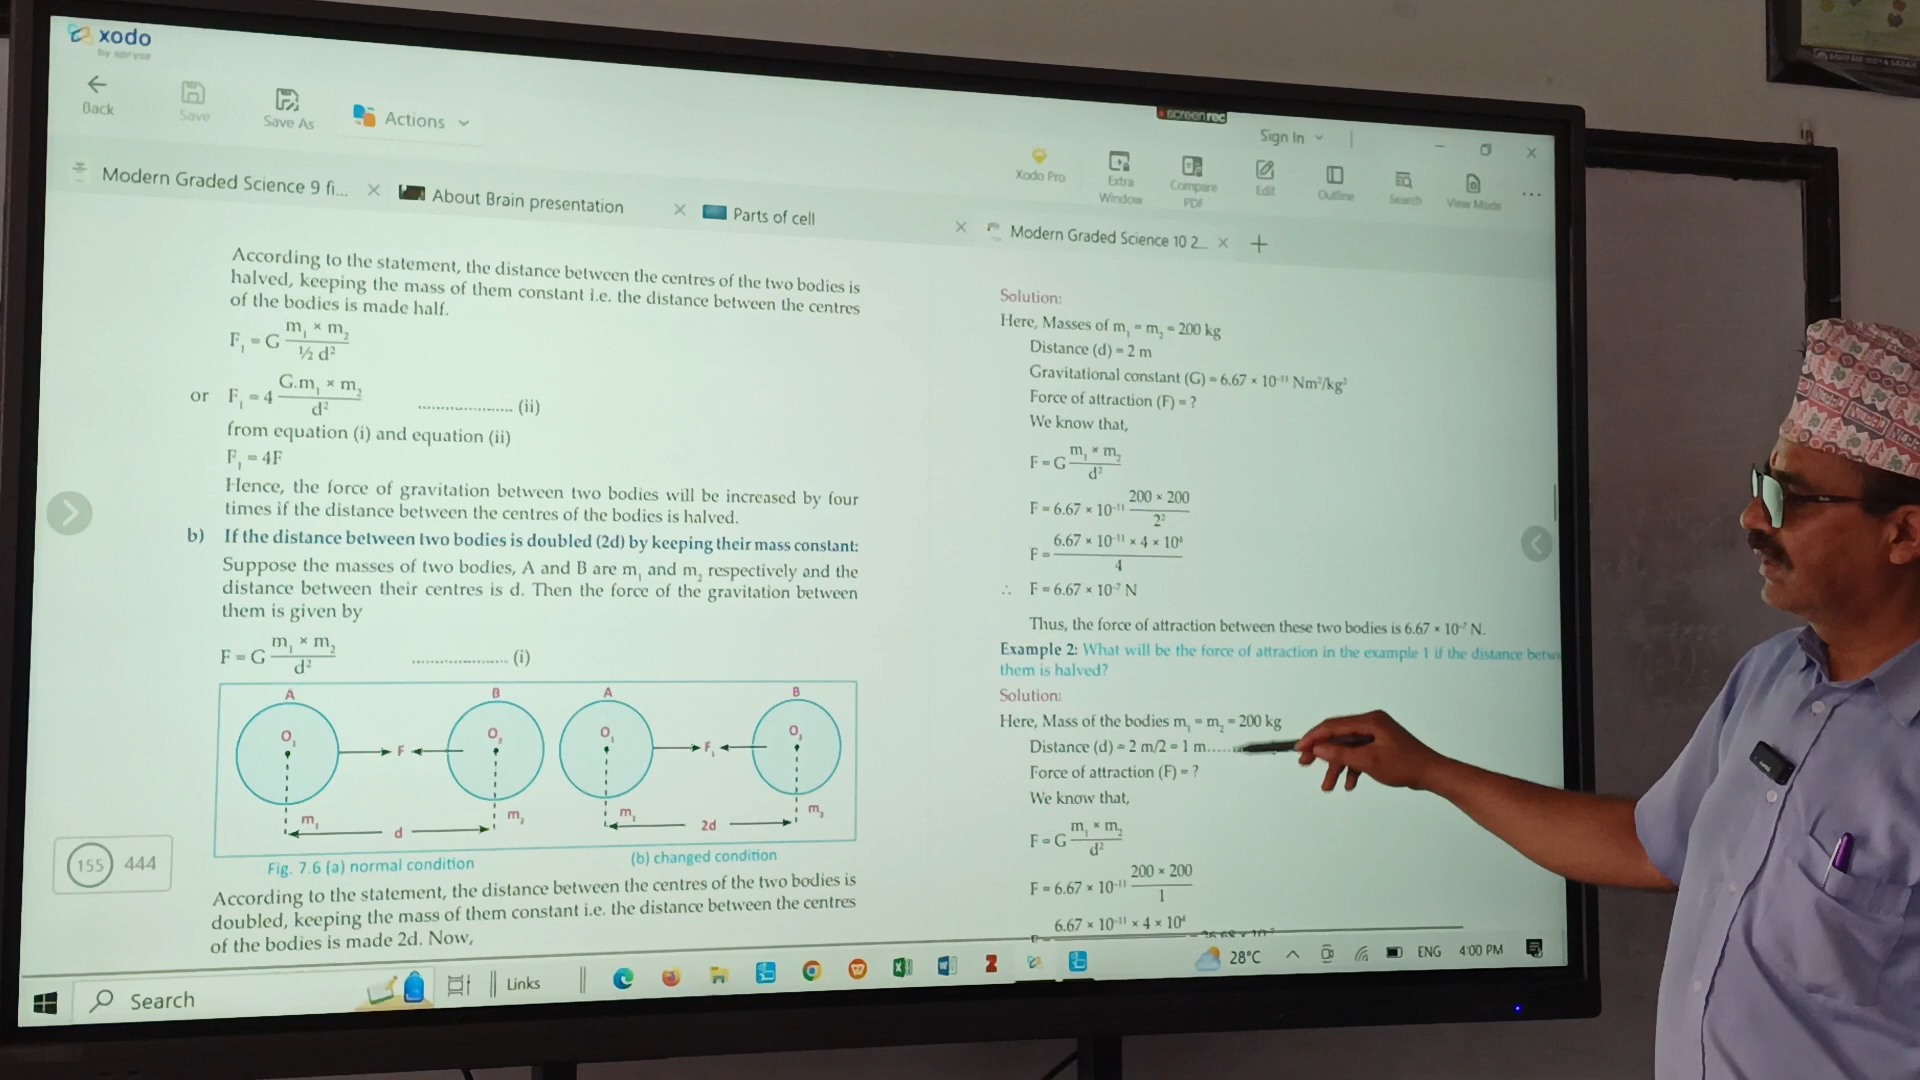 xodo
by apryse
Back
Save
Save As
Actions
screenrec
Sign In
Xodo Pro
Extra Window
Compare PDF
Edit
Outline
Search
View Mode
Modern Graded Science 9 fi...
About Brain presentation
Parts of cell
Modern Graded Science 10 2...
According to the statement, the distance between the centres of the two bodies is
halved, keeping the mass of them constant i.e. the distance between the centres
of the bodies is made half.
F₁ = G m₁ × m₂ / ½ d²
or F₁ = 4 G.m₁ × m₂ / d² .................... (ii)
from equation (i) and equation (ii)
F₁ = 4F
Hence, the force of gravitation between two bodies will be increased by four
times if the distance between the centres of the bodies is halved.
b) If the distance between two bodies is doubled (2d) by keeping their mass constant:
Suppose the masses of two bodies, A and B are m₁ and m₂ respectively and the
distance between their centres is d. Then the force of the gravitation between
them is given by
F = G m₁ × m₂ / d² .................... (i)
A B A B
O₁ O₂ O₁ O₂
F F₁
m₁ m₂ m₁ m₂
d 2d
Fig. 7.6 (a) normal condition (b) changed condition
155 444
According to the statement, the distance between the centres of the two bodies is
doubled, keeping the mass of them constant i.e. the distance between the centres
of the bodies is made 2d. Now,
Solution:
Here, Masses of m₁ = m₂ = 200 kg
Distance (d) = 2 m
Gravitational constant (G) = 6.67 × 10⁻¹¹ Nm²/kg²
Force of attraction (F) = ?
We know that,
F = G m₁ × m₂ / d²
F = 6.67 × 10⁻¹¹ 200 × 200 / 2²
F = 6.67 × 10⁻¹¹ × 4 × 10⁴ / 4
∴ F = 6.67 × 10⁻⁷ N
Thus, the force of attraction between these two bodies is 6.67 × 10⁻⁷ N.
Example 2: What will be the force of attraction in the example 1 if the distance betw
them is halved?
Solution:
Here, Mass of the bodies m₁ = m₂ = 200 kg
Distance (d) = 2 m/2 = 1 m.....
Force of attraction (F) = ?
We know that,
F = G m₁ × m₂ / d²
F = 6.67 × 10⁻¹¹ 200 × 200 / 1
6.67 × 10⁻¹¹ × 4 × 10⁴
Search
Links
28°C
ENG
4:00 PM